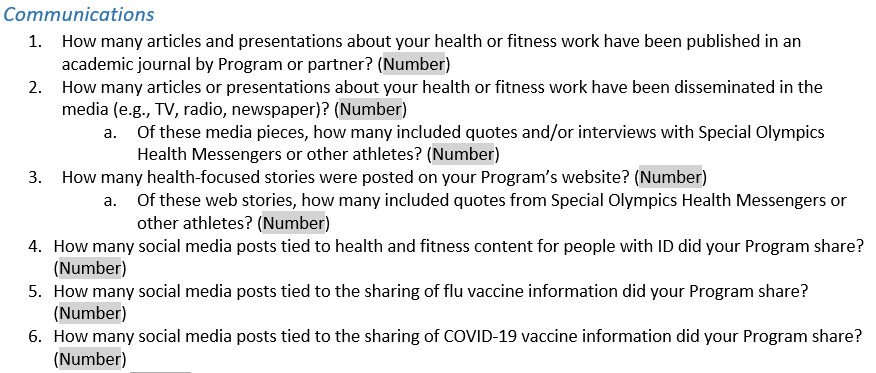 Communications
1. How many articles and presentations about your health or fitness work have been published in an
academic journal by Program or partner? (Number)
2. How many articles or presentations about your health or fitness work have been disseminated in the
media (e.g., TV, radio, newspaper)? (Number)
a. Of these media pieces, how many included quotes and/or interviews with Special Olympics
Health Messengers or other athletes? (Number)
3. How many health-focused stories were posted on your Program’s website? (Number)
a. Of these web stories, how many included quotes from Special Olympics Health Messengers or
other athletes? (Number)
4. How many social media posts tied to health and fitness content for people with ID did your Program share?
(Number)
5. How many social media posts tied to the sharing of flu vaccine information did your Program share?
(Number)
6. How many social media posts tied to the sharing of COVID-19 vaccine information did your Program share?
(Number)